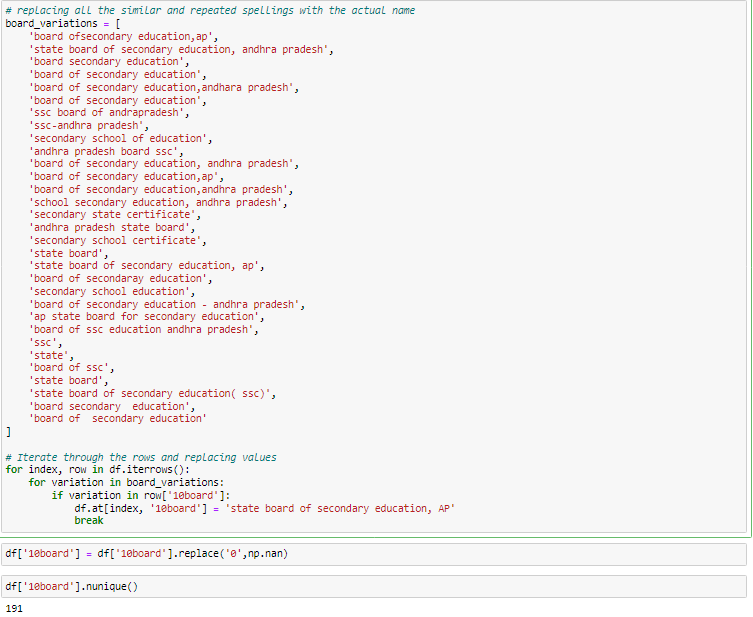 # replacing all the similar and repeated spellings with the actual name
board_variations = [
    'board ofsecondary education,ap',
    'state board of secondary education, andhra pradesh',
    'board secondary education',
    'board of secondary education',
    'board of secondary education,andhara pradesh',
    'board of secondary education',
    'ssc board of andrapradesh',
    'ssc-andhra pradesh',
    'secondary school of education',
    'andhra pradesh board ssc',
    'board of secondary education, andhra pradesh',
    'board of secondary education,ap',
    'board of secondary education,andhra pradesh',
    'school secondary education, andhra pradesh',
    'secondary state certificate',
    'andhra pradesh state board',
    'secondary school certificate',
    'state board',
    'state board of secondary education, ap',
    'board of secondaray education',
    'secondary school education',
    'board of secondary education - andhra pradesh',
    'ap state board for secondary education',
    'board of ssc education andhra pradesh',
    'ssc',
    'state',
    'board of ssc',
    'state board',
    'state board of secondary education( ssc)',
    'board secondary  education',
    'board of  secondary education'
]
# Iterate through the rows and replacing values
for index, row in df.iterrows():
    for variation in board_variations:
        if variation in row['10board']:
            df.at[index, '10board'] = 'state board of secondary education, AP'
            break
df['10board'] = df['10board'].replace('0',np.nan)
df['10board'].nunique()
191